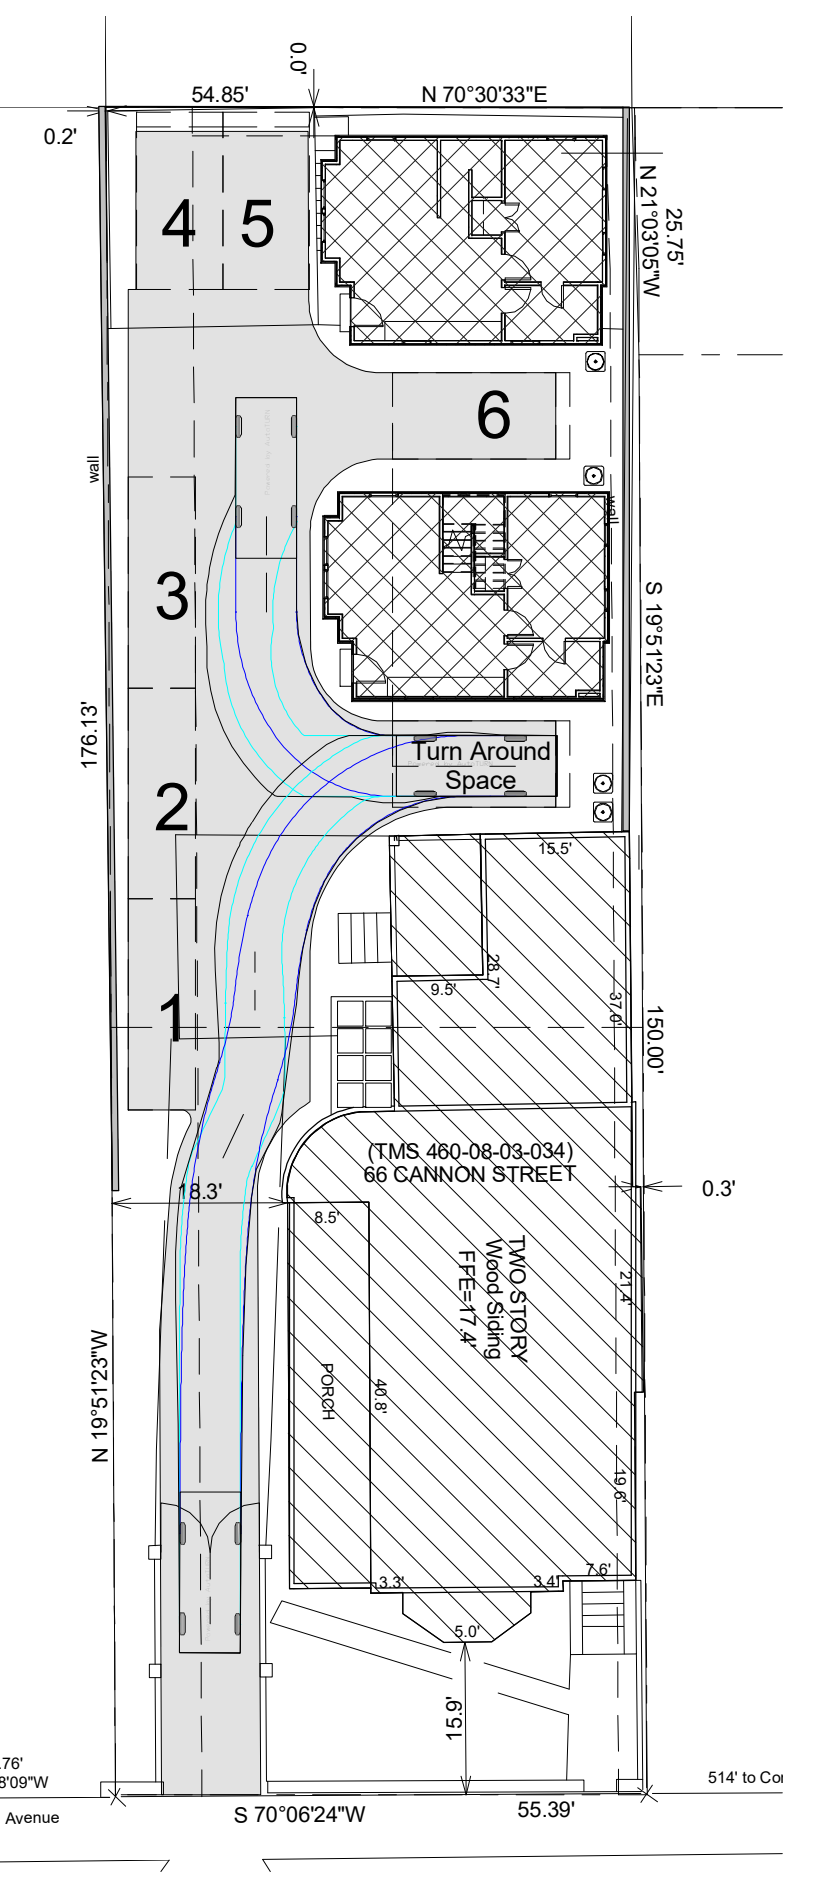 0.0'
54.85'
N 70°30'33"E
0.2'
4
5
N 21°03'05"W
25.75'
6
wall
wall
3
S 19°51'23"E
176.13'
Turn Around
Space
2
15.5'
28.7'
9.5'
37.0'
1
150.00'
(TMS 460-08-03-034)
66 CANNON STREET
18.3'
0.3'
8.5'
TWO STORY
Wood Siding
FFE=17.4'
21.4'
N 19°51'23"W
PORCH
40.8'
19.6'
3.3'
3.4'
7.6'
5.0'
15.9'
.76'
8'09"W
514' to Co
Avenue
S 70°06'24"W
55.39'